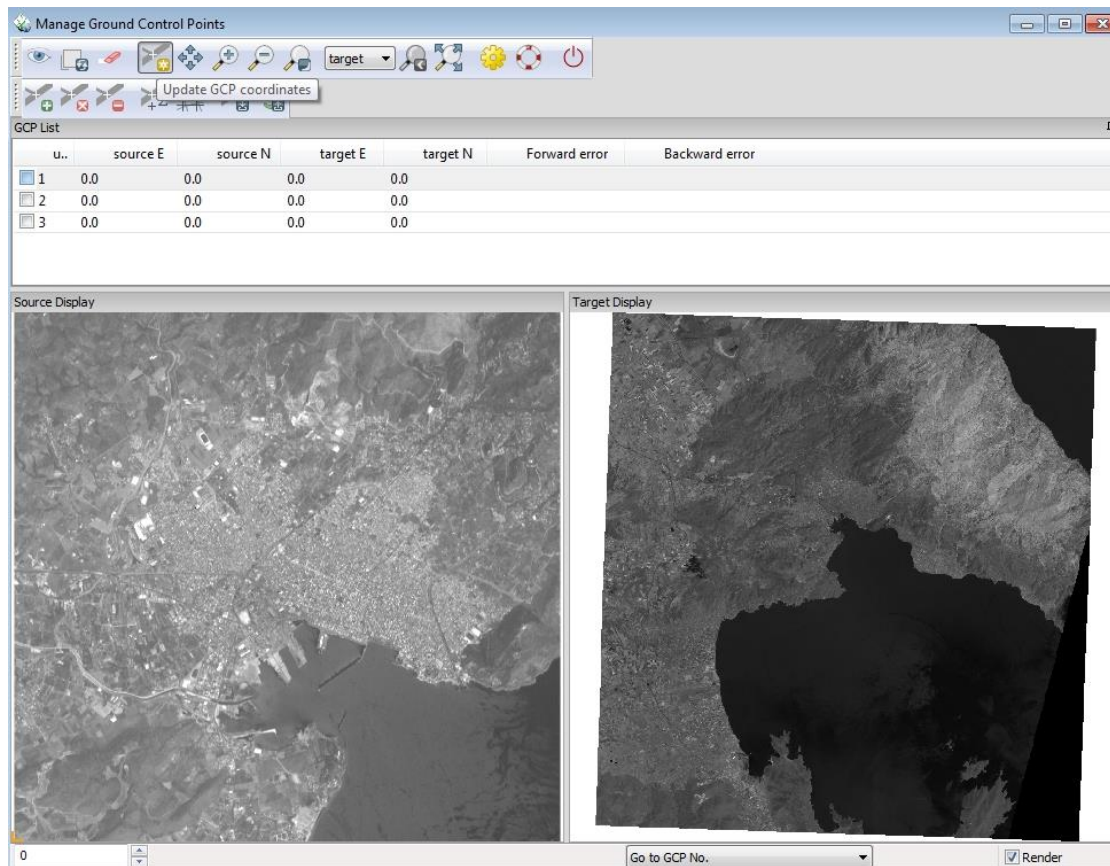 Manage Ground Control Points
target
Update GCP coordinates
GCP List
u.. source E source N target E target N Forward error Backward error
1 0.0 0.0 0.0 0.0
2 0.0 0.0 0.0 0.0
3 0.0 0.0 0.0 0.0
Source Display Target Display
0 Go to GCP No. Render